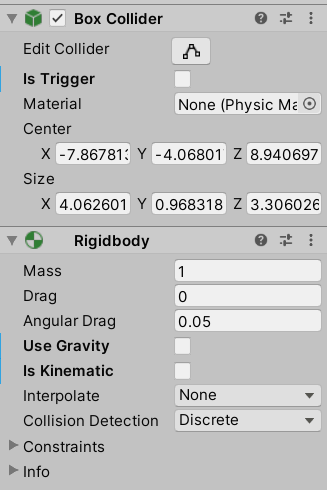 Box Collider
Edit Collider
Is Trigger
Material None (Physic Ma
Center
X -7.867813 Y -4.06801 Z 8.940697
Size
X 4.062601 Y 0.968318 Z 3.306026
Rigidbody
Mass 1
Drag 0
Angular Drag 0.05
Use Gravity
Is Kinematic
Interpolate None
Collision Detection Discrete
Constraints
Info